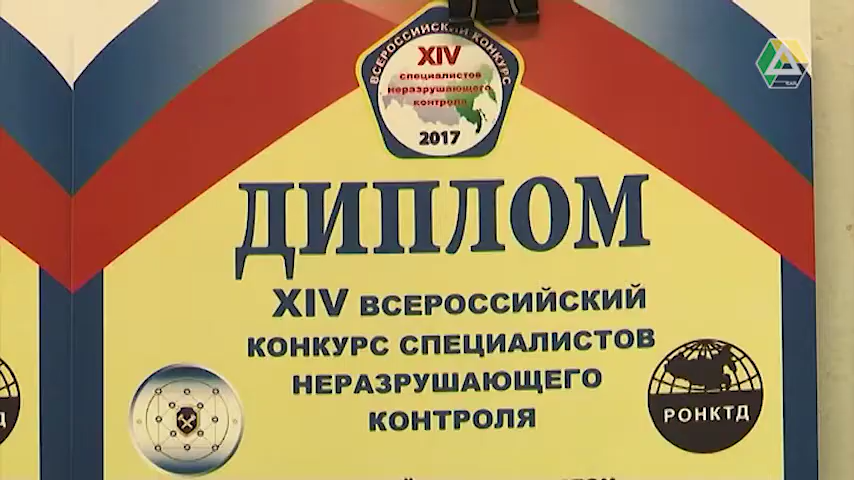 ВСЕРОССИЙСКИЙ КОНКУРС
XIV
специалистов
неразрушающего
контроля
2017
ДИПЛОМ
XIV ВСЕРОССИЙСКИЙ
КОНКУРС СПЕЦИАЛИСТОВ
НЕРАЗРУШАЮЩЕГО
КОНТРОЛЯ
РОНКТД